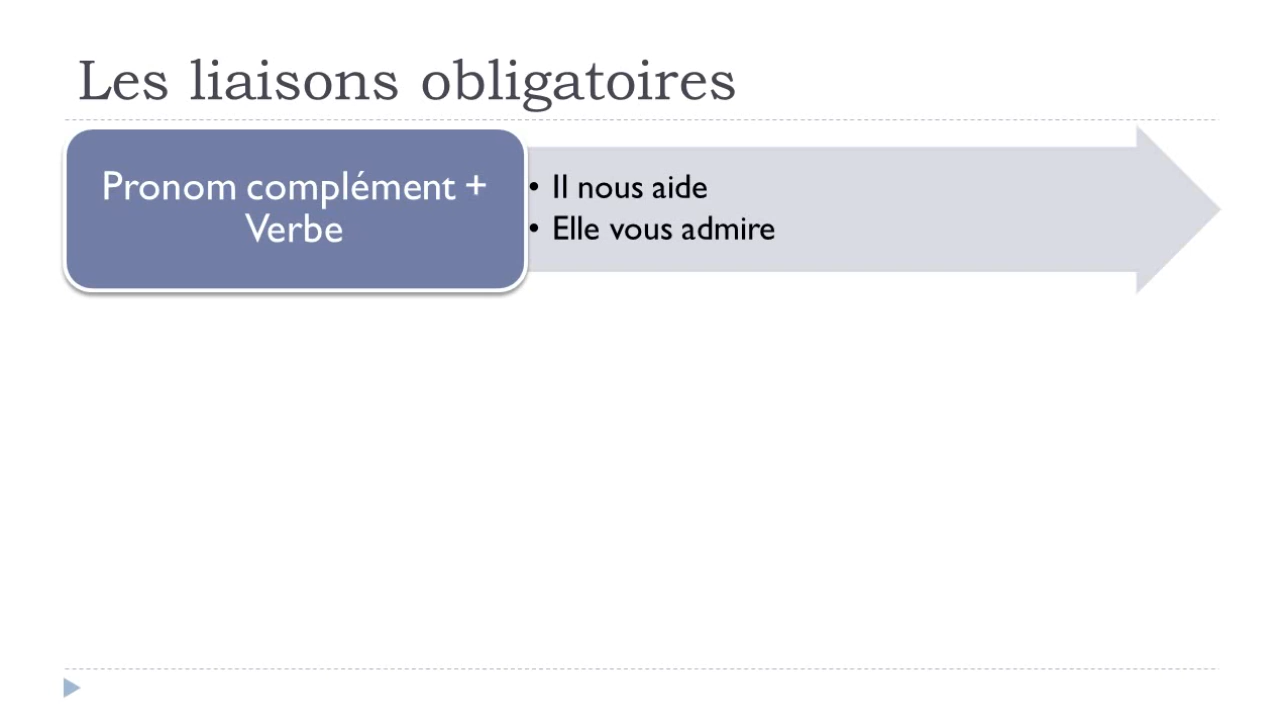 Les liaisons obligatoires
Pronom complément +
Verbe
• Il nous aide
• Elle vous admire